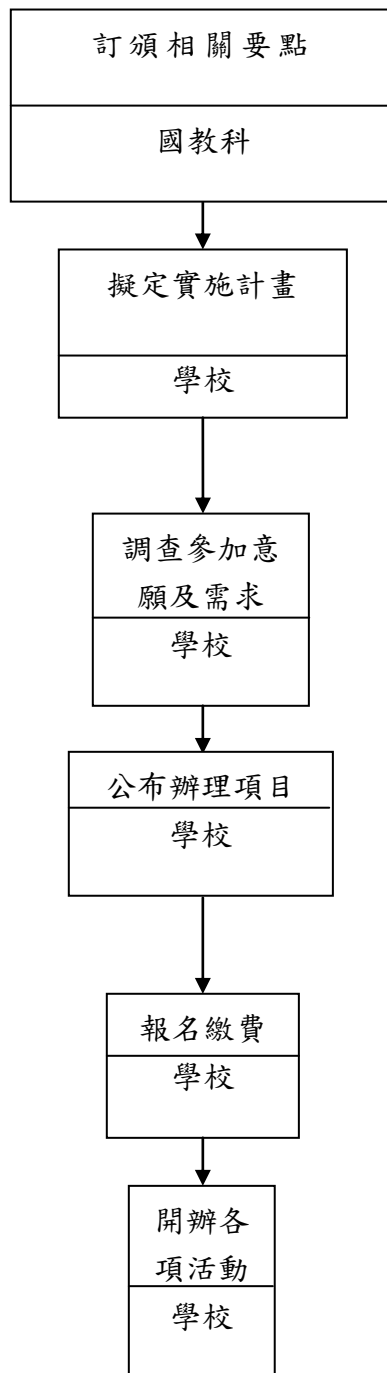 訂頒相關要點
國教科
擬定實施計畫
學校
調查參加意
願及需求
學校
公布辦理項目
學校
報名繳費
學校
開辦各
項活動
學校